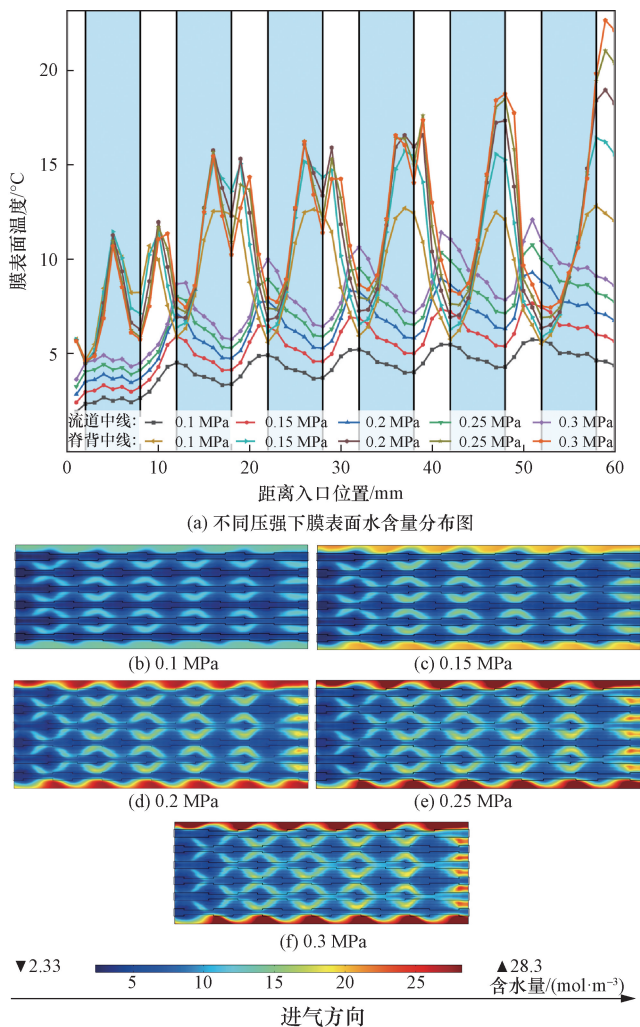 20
15
10
5
膜表面温度/°C
流道中线： 0.1 MPa 0.15 MPa 0.2 MPa 0.25 MPa 0.3 MPa
脊背中线： 0.1 MPa 0.15 MPa 0.2 MPa 0.25 MPa 0.3 MPa
0 10 20 30 40 50 60
距离入口位置/mm
(a) 不同压强下膜表面水含量分布图
(b) 0.1 MPa (c) 0.15 MPa
(d) 0.2 MPa (e) 0.25 MPa
(f) 0.3 MPa
▼2.33 ▲28.3
5 10 15 20 25 含水量/(mol·m⁻³)
进气方向